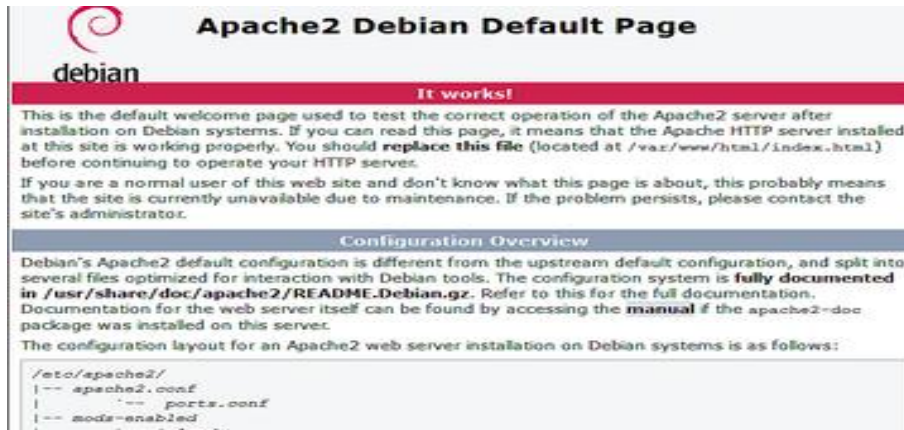 Apache2 Debian Default Page
debian
It works!
This is the default welcome page used to test the correct operation of the Apache2 server after
installation on Debian systems. If you can read this page, it means that the Apache HTTP server installed
at this site is working properly. You should replace this file (located at /var/www/html/index.html)
before continuing to operate your HTTP server.
If you are a normal user of this web site and don't know what this page is about, this probably means
that the site is currently unavailable due to maintenance. If the problem persists, please contact the
site's administrator.
Configuration Overview
Debian's Apache2 default configuration is different from the upstream default configuration, and split into
several files optimized for interaction with Debian tools. The configuration system is fully documented
in /usr/share/doc/apache2/README.Debian.gz. Refer to this for the full documentation.
Documentation for the web server itself can be found by accessing the manual if the apache2-doc
package was installed on this server.
The configuration layout for an Apache2 web server installation on Debian systems is as follows:
/etc/apache2/
|-- apache2.conf
|       `--  ports.conf
|-- mods-enabled